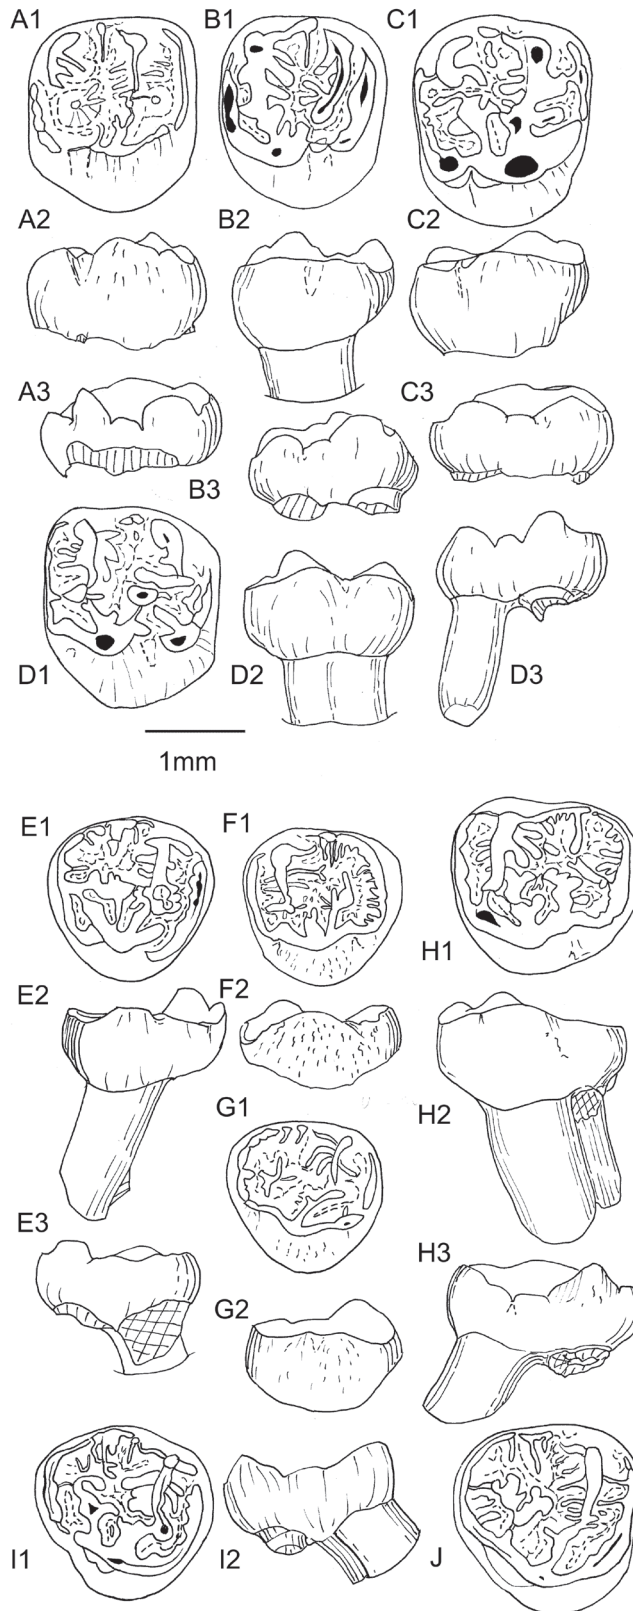 A1 B1 C1
A2 B2 C2
A3 C3
B3
D1 D2 D3
1mm
E1 F1
H1
E2 F2
G1 H2
E3 H3
G2
I1 I2 J